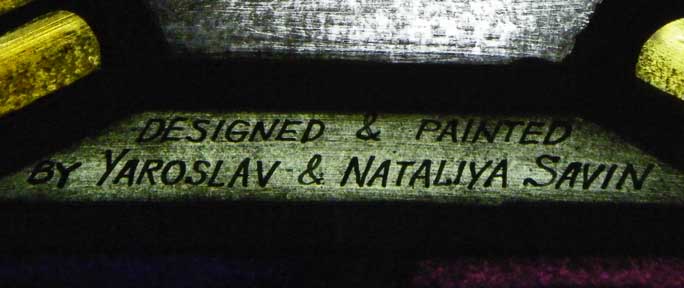 DESIGNED & PAINTED
BY YAROSLAV & NATALIYA SAVIN